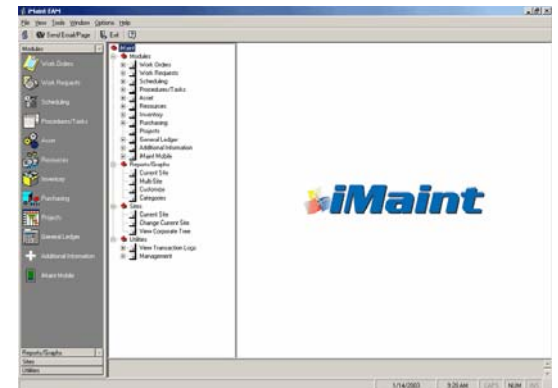 iMaint EAM
File View Tools Window Options Help
Send Email/Page Exit
Modules
Work Orders
Work Requests
Scheduling
Procedures/Tasks
Asset
Resources
Inventory
Purchasing
Projects
General Ledger
Additional Information
iMaint Mobile
Reports/Graphs
Sites
Utilities
iMaint
Modules
Work Orders
Work Requests
Scheduling
Procedures/Tasks
Asset
Resources
Inventory
Purchasing
Projects
General Ledger
Additional Information
iMaint Mobile
Reports/Graphs
Current Site
Multi Site
Customize
Categories
Sites
Current Site
Change Current Site
View Corporate Tree
Utilities
View Transaction Logs
Management
iMaint
1/14/2003 9:20 AM CAPS NUM INS